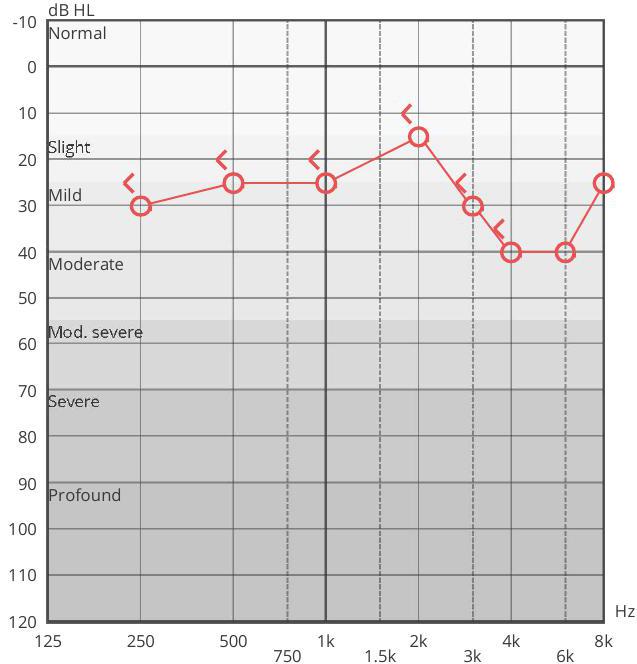 dB HL
-10
Normal
0
10
Slight
20
Mild
30
40
Moderate
50
Mod. severe
60
70
Severe
80
90
Profound
100
110
120
Hz
125 250 500 1k 2k 4k 8k
750 1.5k 3k 6k